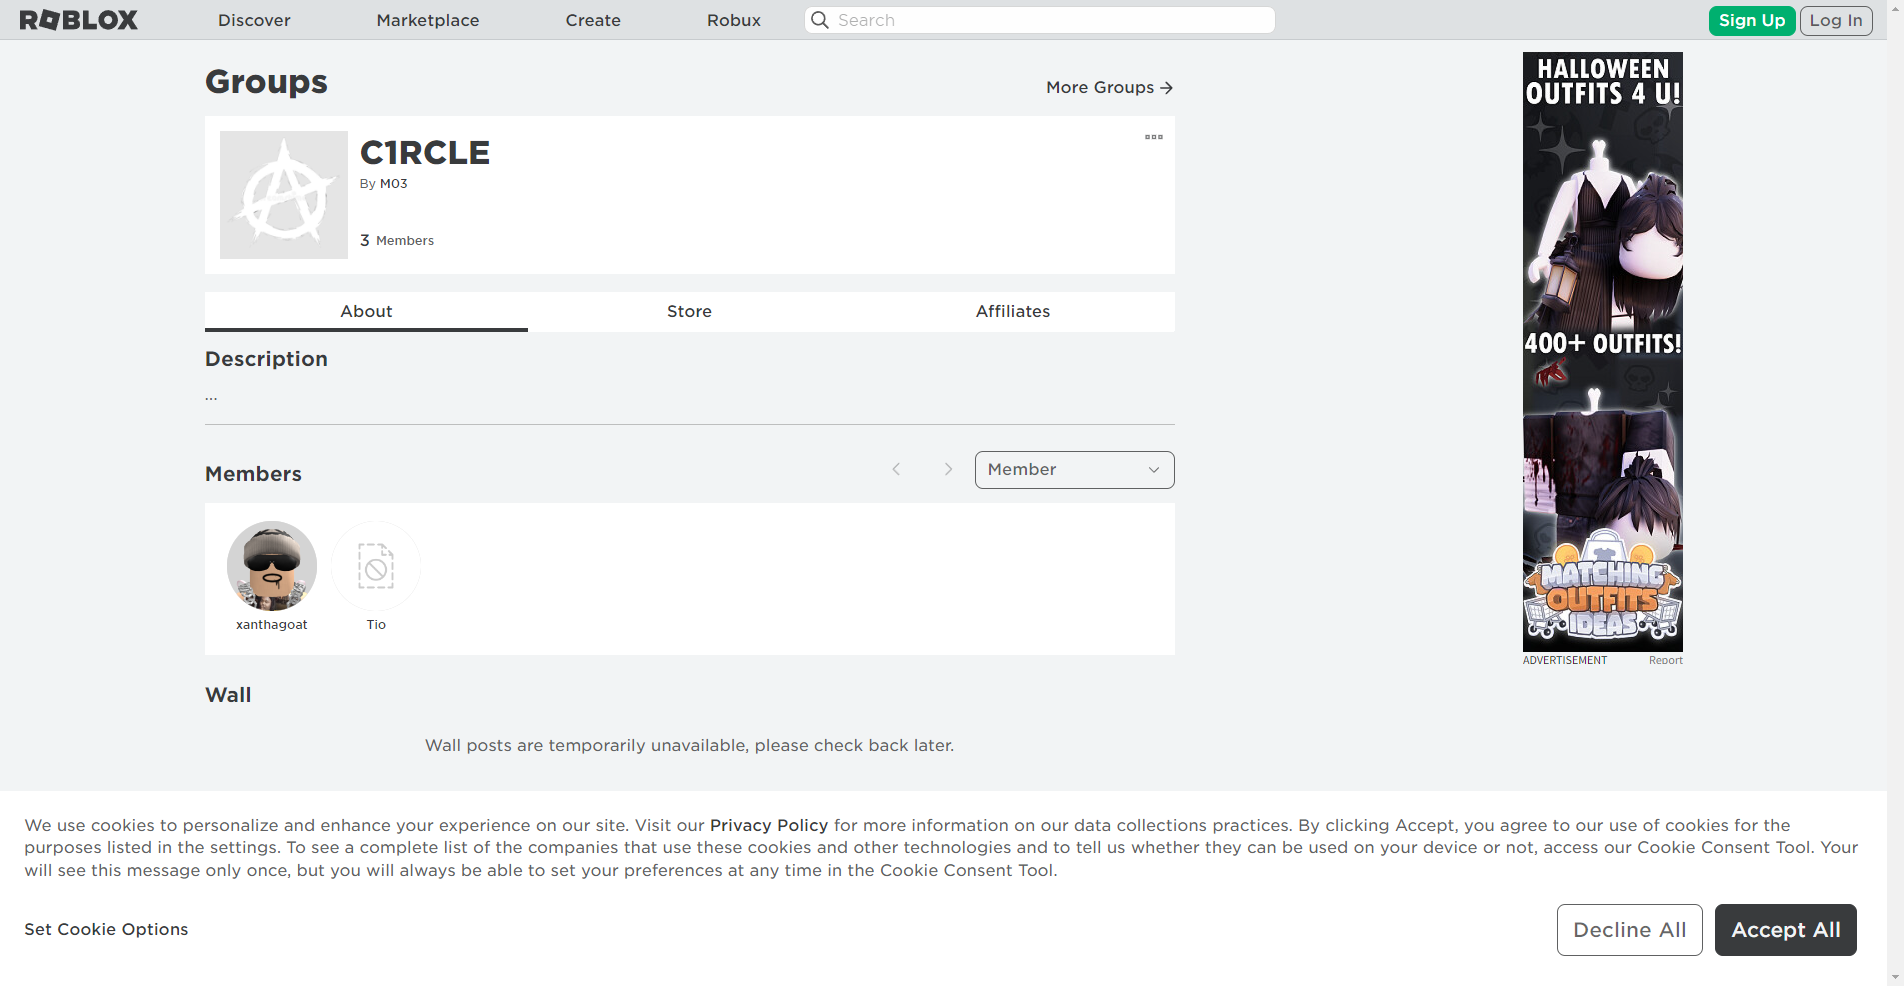 ROBLOX
Discover
Marketplace
Create
Robux
Search
Sign Up
Log In
Groups
More Groups
C1RCLE
By M03
3 Members
About
Store
Affiliates
Description
...
Members
Member
xanthagoat
Tio
Wall
Wall posts are temporarily unavailable, please check back later.
HALLOWEEN
OUTFITS 4 U!
400+ OUTFITS!
MATCHING
OUTFITS
IDEAS
ADVERTISEMENT
Report
We use cookies to personalize and enhance your experience on our site. Visit our Privacy Policy for more information on our data collections practices. By clicking Accept, you agree to our use of cookies for the
purposes listed in the settings. To see a complete list of the companies that use these cookies and other technologies and to tell us whether they can be used on your device or not, access our Cookie Consent Tool. Your
will see this message only once, but you will always be able to set your preferences at any time in the Cookie Consent Tool.
Set Cookie Options
Decline All
Accept All